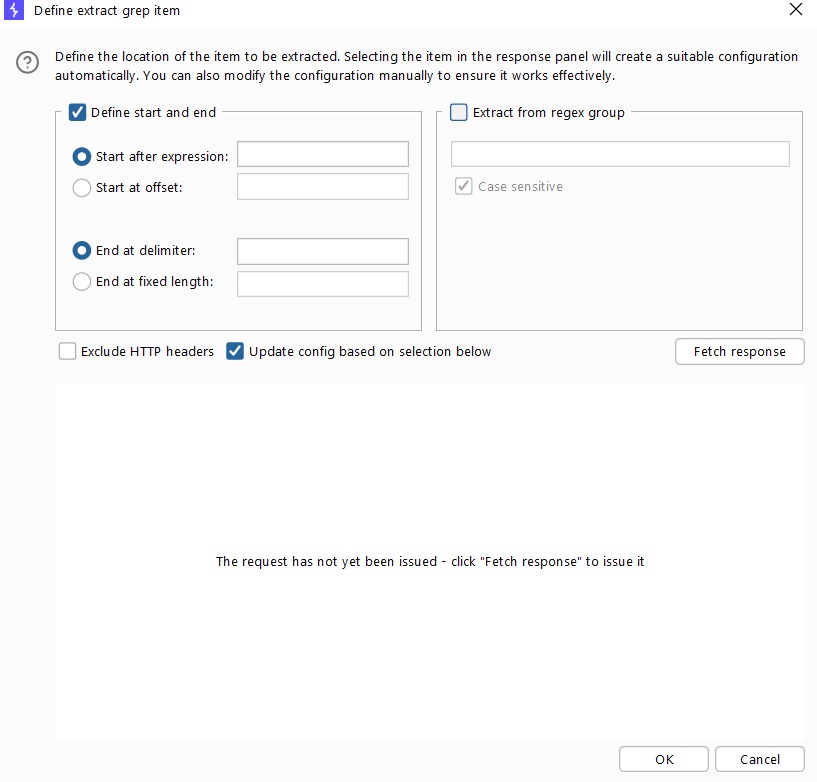 Define extract grep item
Define the location of the item to be extracted. Selecting the item in the response panel will create a suitable configuration
automatically. You can also modify the configuration manually to ensure it works effectively.
Define start and end
Start after expression:
Start at offset:
End at delimiter:
End at fixed length:
Extract from regex group
Case sensitive
Exclude HTTP headers
Update config based on selection below
Fetch response
The request has not yet been issued - click "Fetch response" to issue it
OK
Cancel